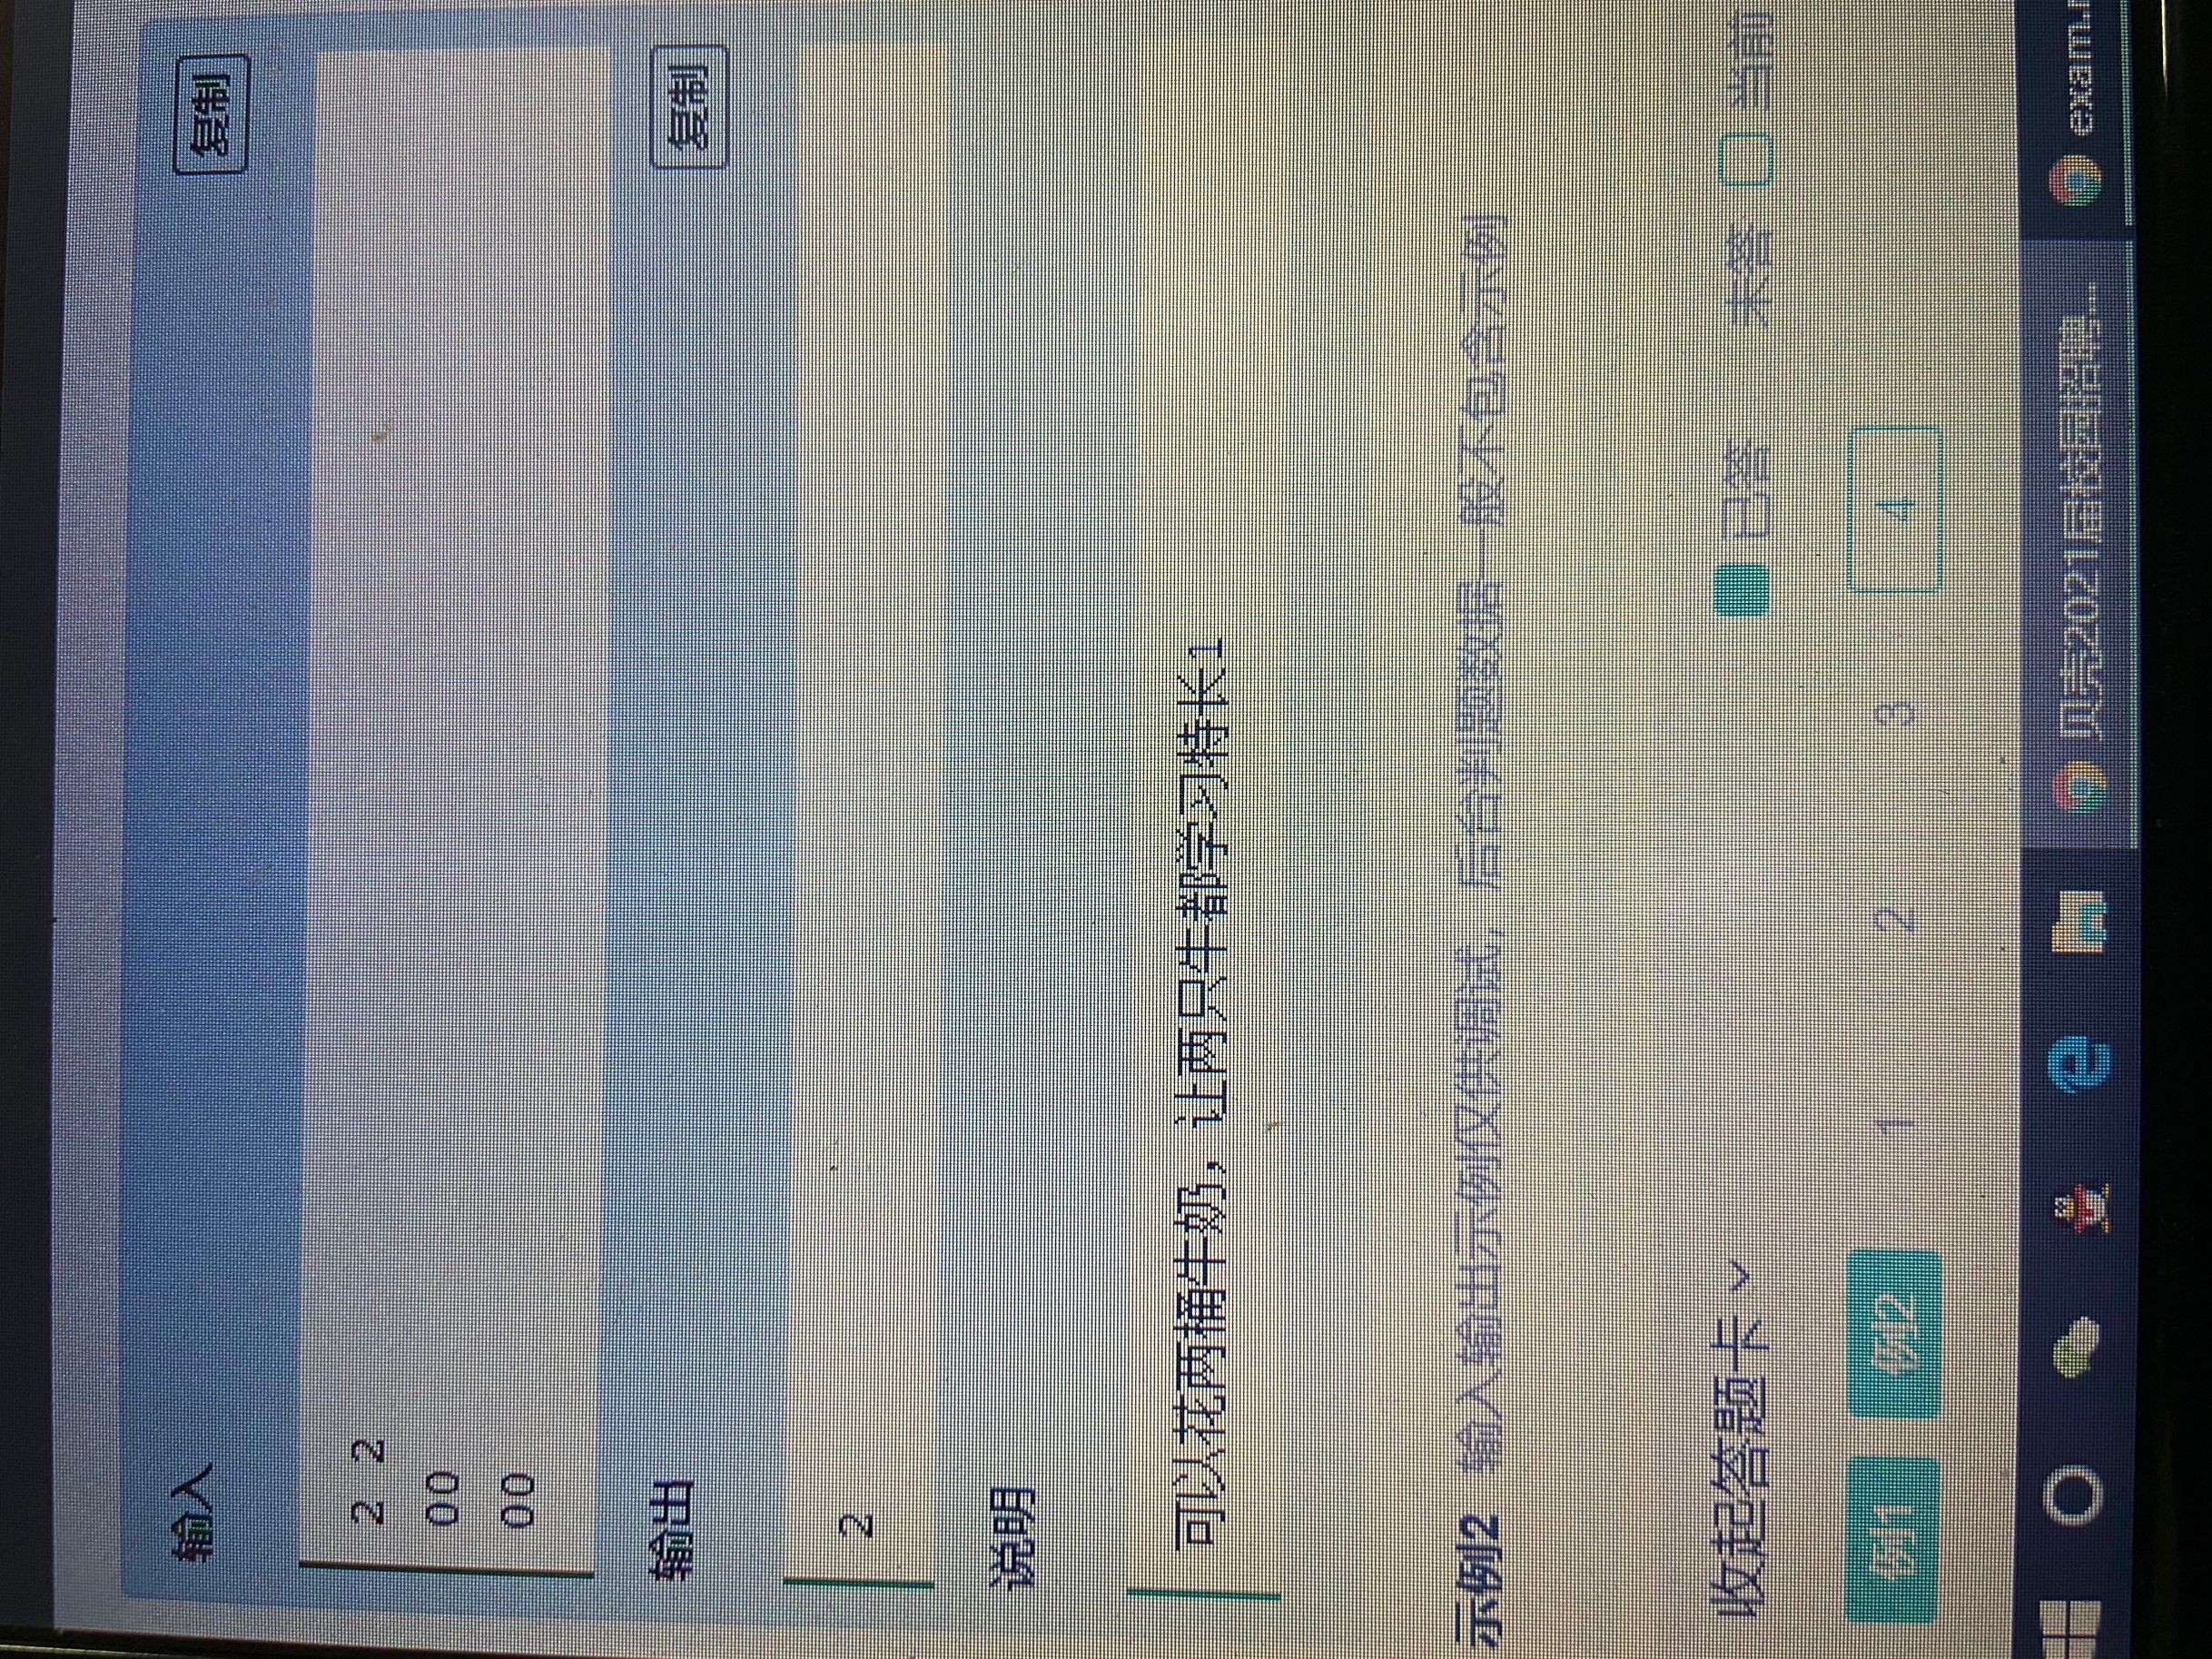 输入
复制
2 2
00
00
输出
复制
2
说明
可以花两桶牛奶，让两只牛都学习特长1
示例2 输入输出示例仅供调试，后台判题数据一般不包含示例
收起答题卡
已答 未答 当前
例1 例2 1 2 3 4
贝壳2021届校园招聘... exam.